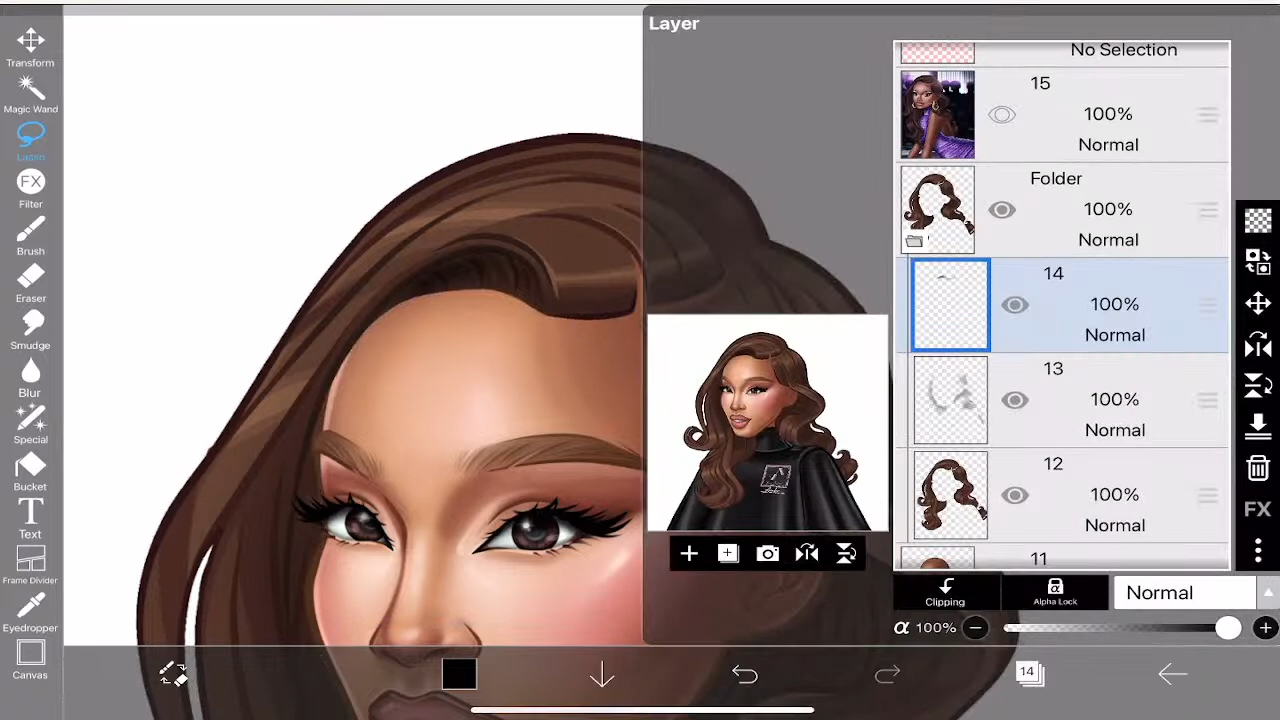 Layer
Transform
Magic Wand
Lasso
FX
Filter
Brush
Eraser
Smudge
Blur
Special
Bucket
T
Text
Frame Divider
Eyedropper
Canvas
No Selection
15
100%
Normal
Folder
100%
Normal
14
100%
Normal
13
100%
Normal
12
100%
Normal
11
FX
Clipping
Alpha Lock
Normal
α 100%
14